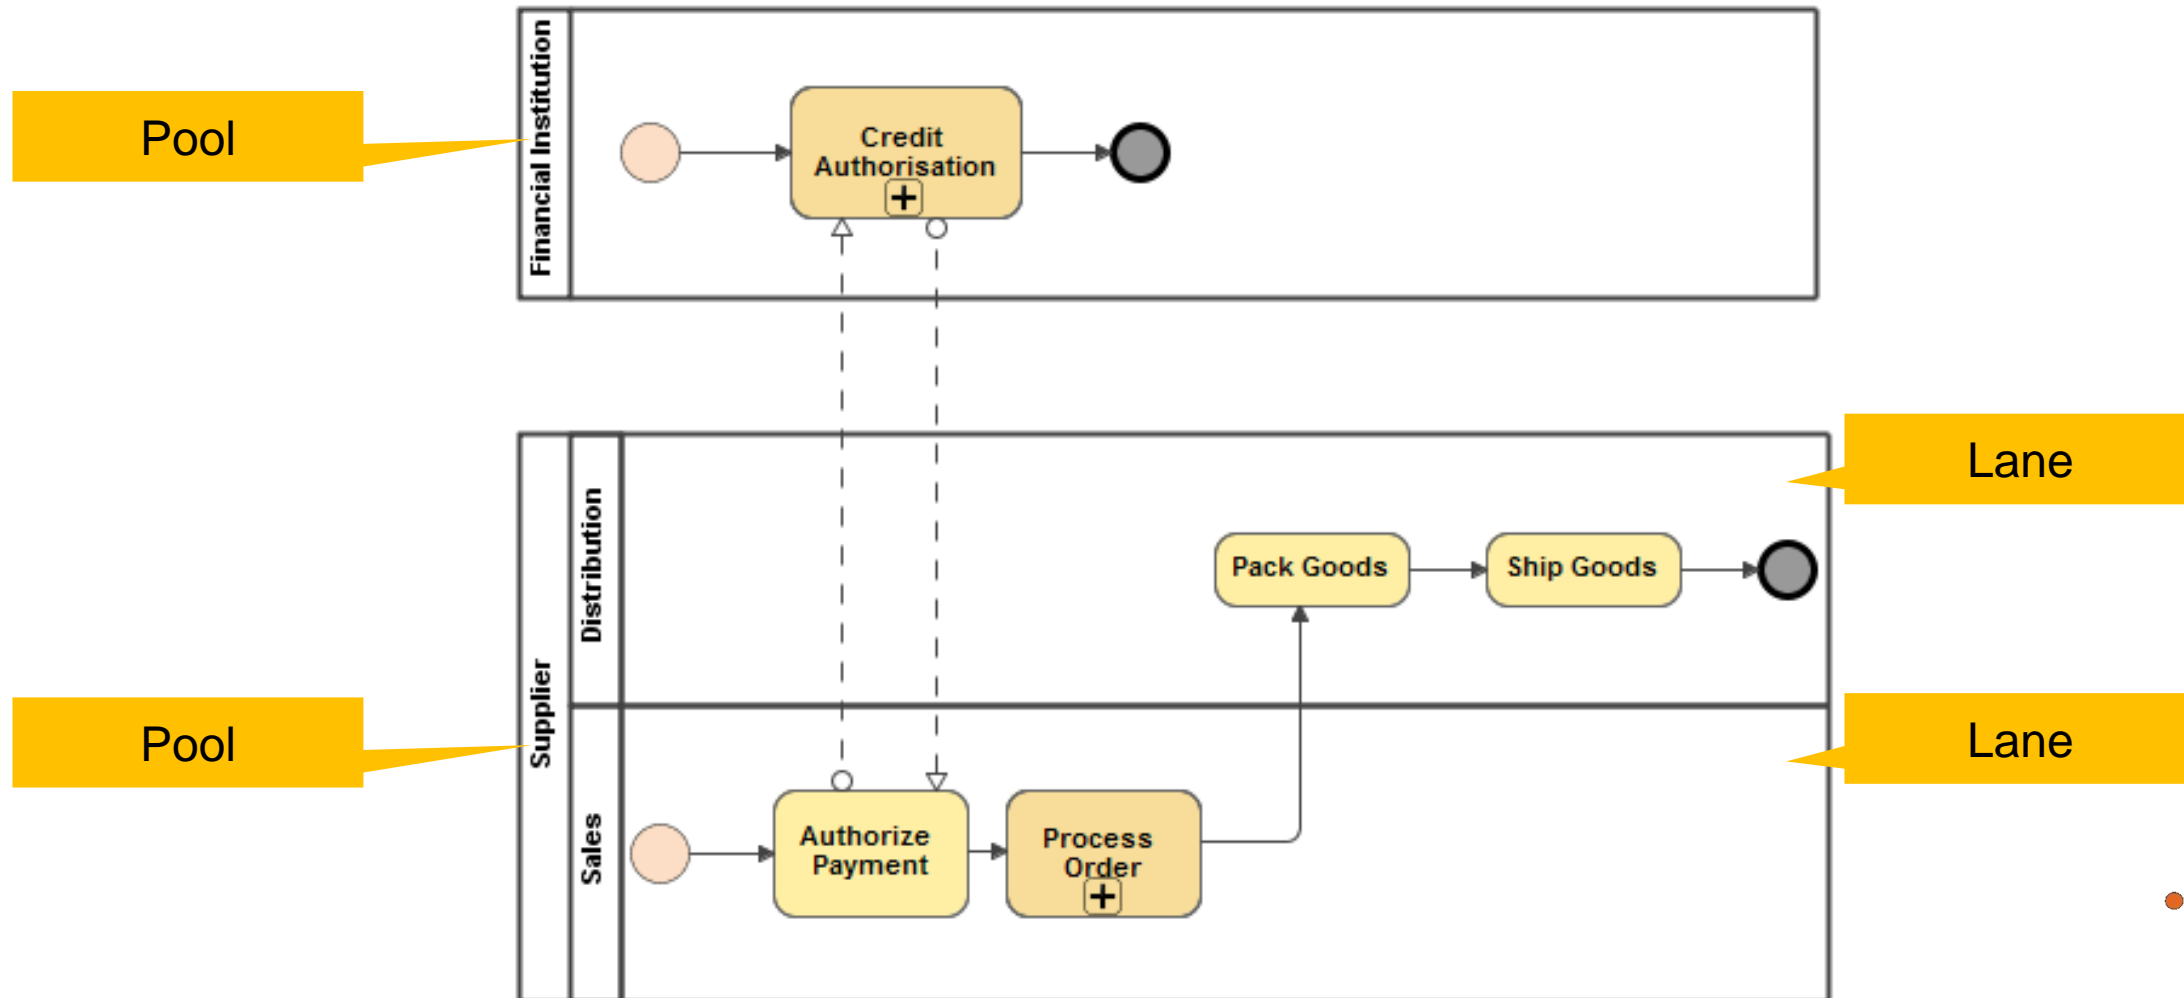 Pool
Financial Institution
Credit
Authorisation
Lane
Supplier
Distribution
Pack Goods
Ship Goods
Pool
Lane
Sales
Authorize
Payment
Process
Order